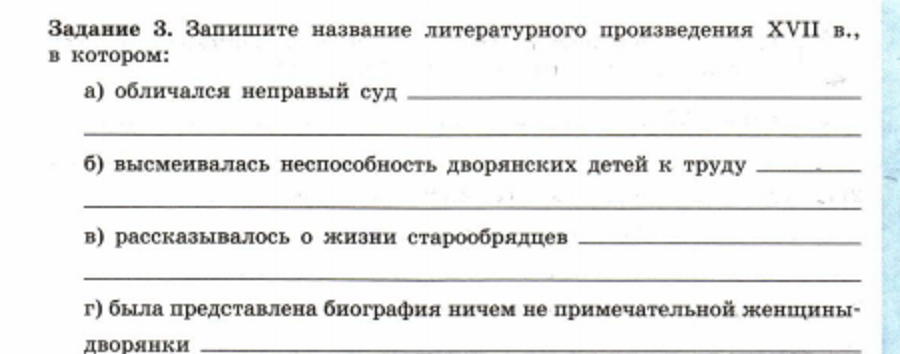 Задание 3. Запишите название литературного произведения XVII в.,
в котором:
а) обличался неправый суд
б) высмеивалась неспособность дворянских детей к труду
в) рассказывалось о жизни старообрядцев
г) была представлена биография ничем не примечательной женщины-
дворянки